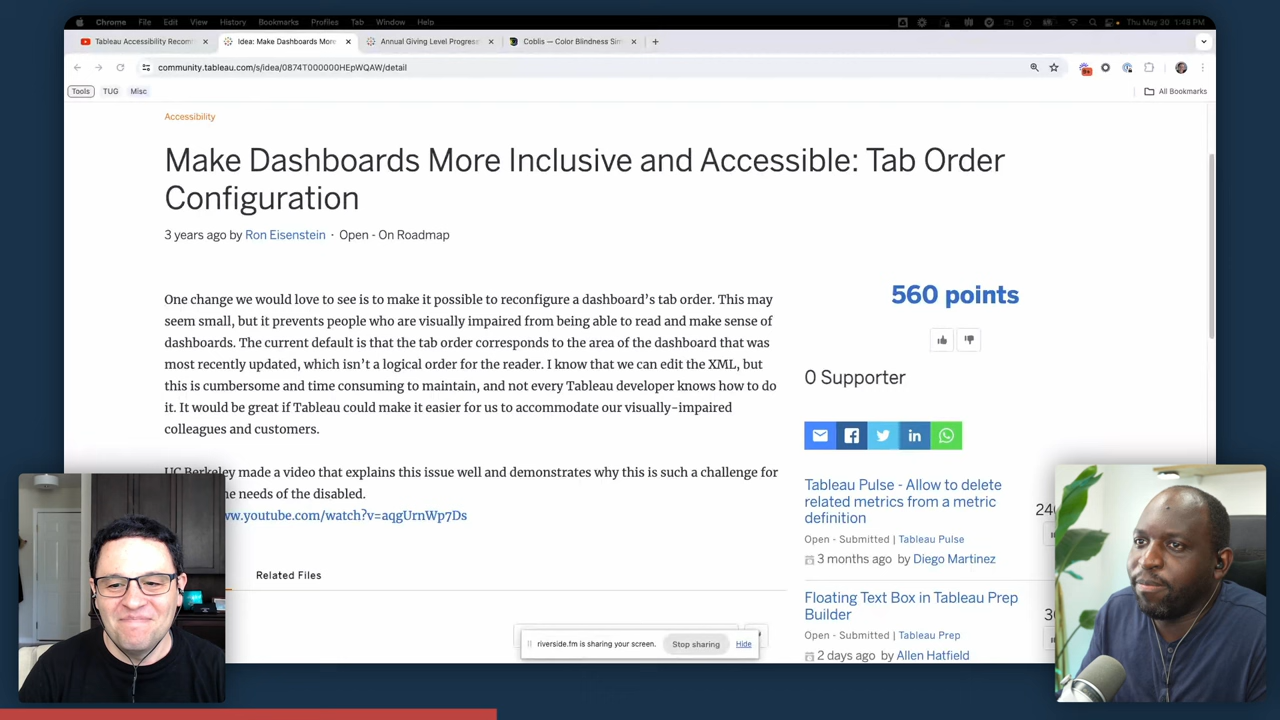 Chrome File Edit View History Bookmarks Profiles Tab Window Help
Thu May 30 1:48 PM
Tableau Accessibility Recom
Idea: Make Dashboards More
Annual Giving Level Progress
Coblis — Color Blindness Sim
community.tableau.com/s/idea/0874T000000HEpWQAW/detail
Tools TUG Misc
All Bookmarks
Accessibility
Make Dashboards More Inclusive and Accessible: Tab Order
Configuration
3 years ago by Ron Eisenstein · Open - On Roadmap
One change we would love to see is to make it possible to reconfigure a dashboard's tab order. This may
seem small, but it prevents people who are visually impaired from being able to read and make sense of
dashboards. The current default is that the tab order corresponds to the area of the dashboard that was
most recently updated, which isn't a logical order for the reader. I know that we can edit the XML, but
this is cumbersome and time consuming to maintain, and not every Tableau developer knows how to do
it. It would be great if Tableau could make it easier for us to accommodate our visually-impaired
colleagues and customers.
UC Berkeley made a video that explains this issue well and demonstrates why this is such a challenge for
needs of the disabled.
youtube.com/watch?v=aqgUrnWp7Ds
Related Files
560 points
0 Supporter
Tableau Pulse - Allow to delete
related metrics from a metric
definition
Open - Submitted | Tableau Pulse
3 months ago by Diego Martinez
Floating Text Box in Tableau Prep
Builder
Open - Submitted | Tableau Prep
2 days ago by Allen Hatfield
riverside.fm is sharing your screen. Stop sharing Hide